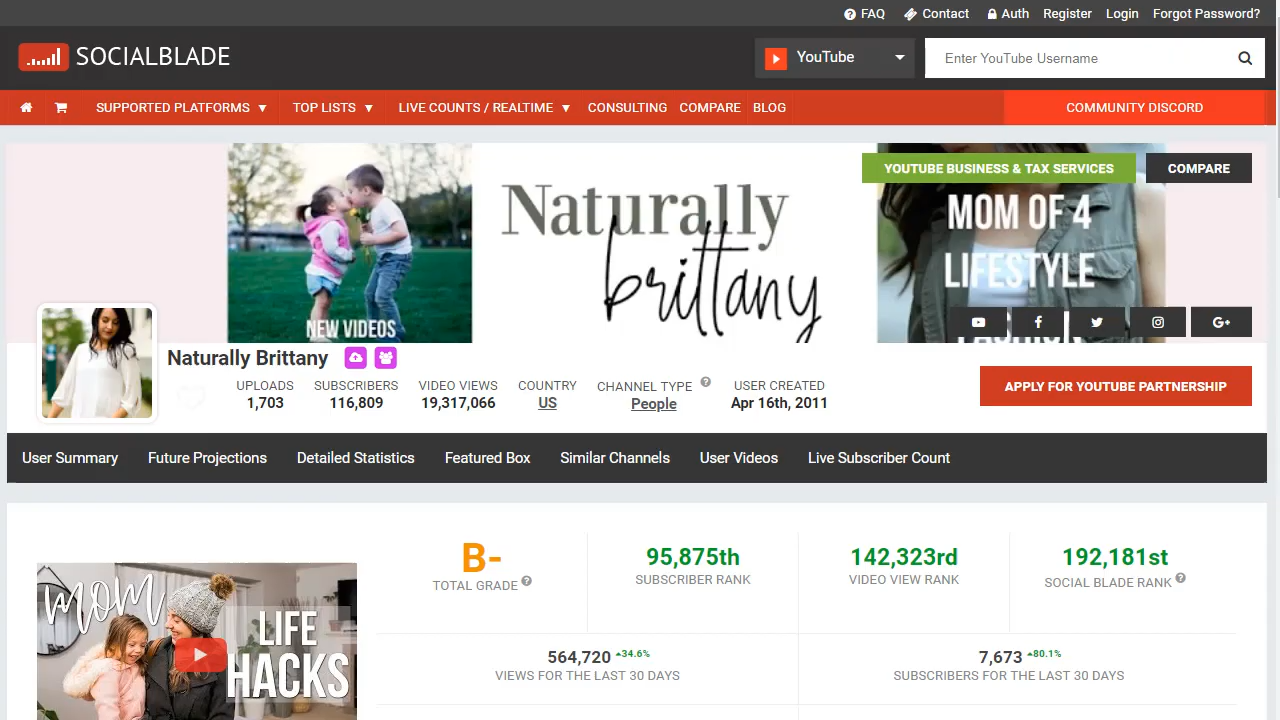 FAQ Contact Auth Register Login Forgot Password?
SOCIALBLADE
YouTube
Enter YouTube Username
SUPPORTED PLATFORMS ▼ TOP LISTS ▼ LIVE COUNTS / REALTIME ▼ CONSULTING COMPARE BLOG COMMUNITY DISCORD
YOUTUBE BUSINESS & TAX SERVICES COMPARE
Naturally
brittany
NEW VIDEOS
MOM OF 4
LIFESTYLE
FASHION
Naturally Brittany
UPLOADS SUBSCRIBERS VIDEO VIEWS COUNTRY CHANNEL TYPE USER CREATED
1,703 116,809 19,317,066 US People Apr 16th, 2011
APPLY FOR YOUTUBE PARTNERSHIP
User Summary Future Projections Detailed Statistics Featured Box Similar Channels User Videos Live Subscriber Count
B- 95,875th 142,323rd 192,181st
TOTAL GRADE SUBSCRIBER RANK VIDEO VIEW RANK SOCIAL BLADE RANK
mom
LIFE
HACKS
564,720 34.6% 7,673 80.1%
VIEWS FOR THE LAST 30 DAYS SUBSCRIBERS FOR THE LAST 30 DAYS